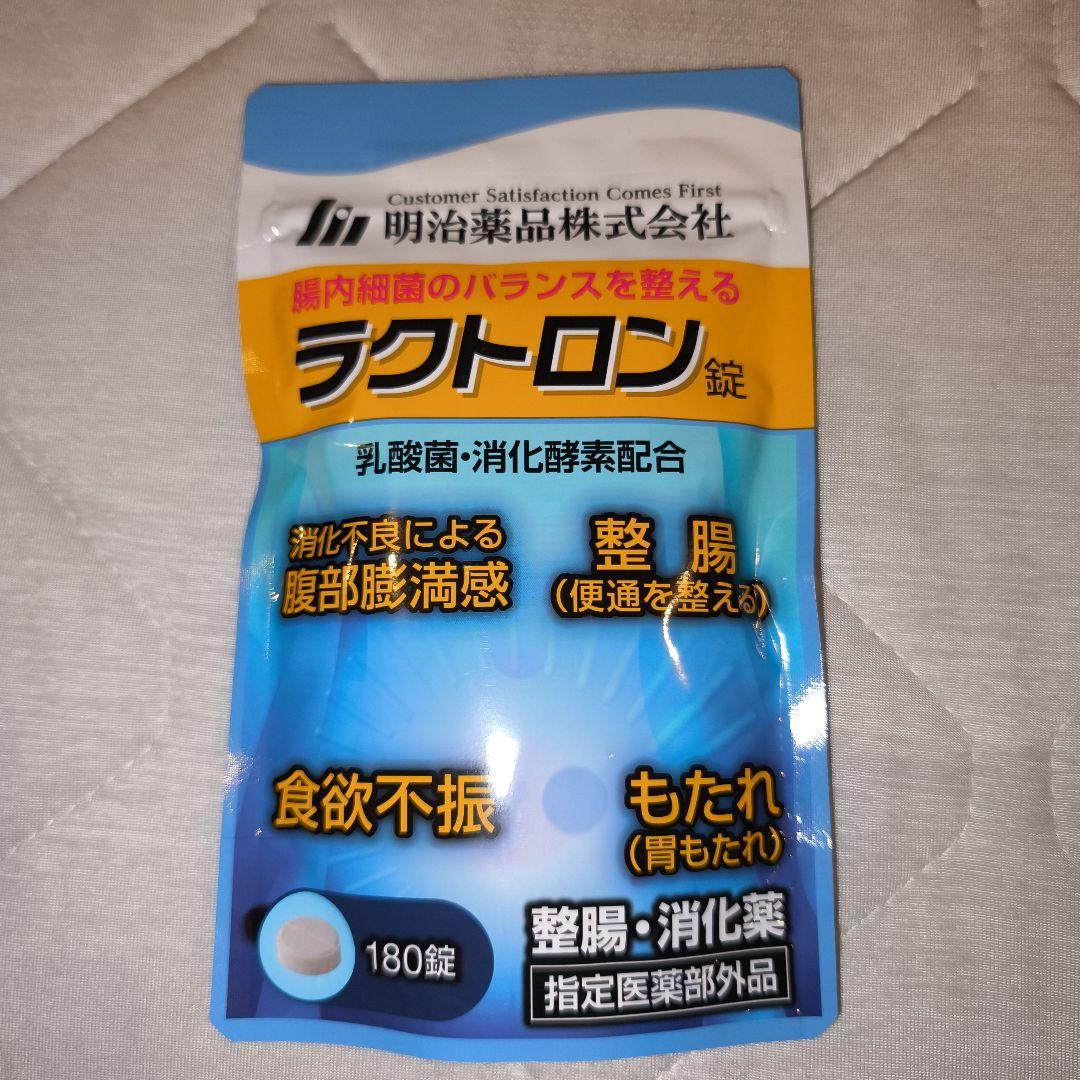 Customer Satisfaction Comes First
明治薬品株式会社
腸内細菌のバランスを整える
ラクトロン錠
乳酸菌・消化酵素配合
消化不良による
腹部膨満感
整腸
(便通を整える)
食欲不振
もたれ
(胃もたれ)
180錠
整腸・消化薬
指定医薬部外品